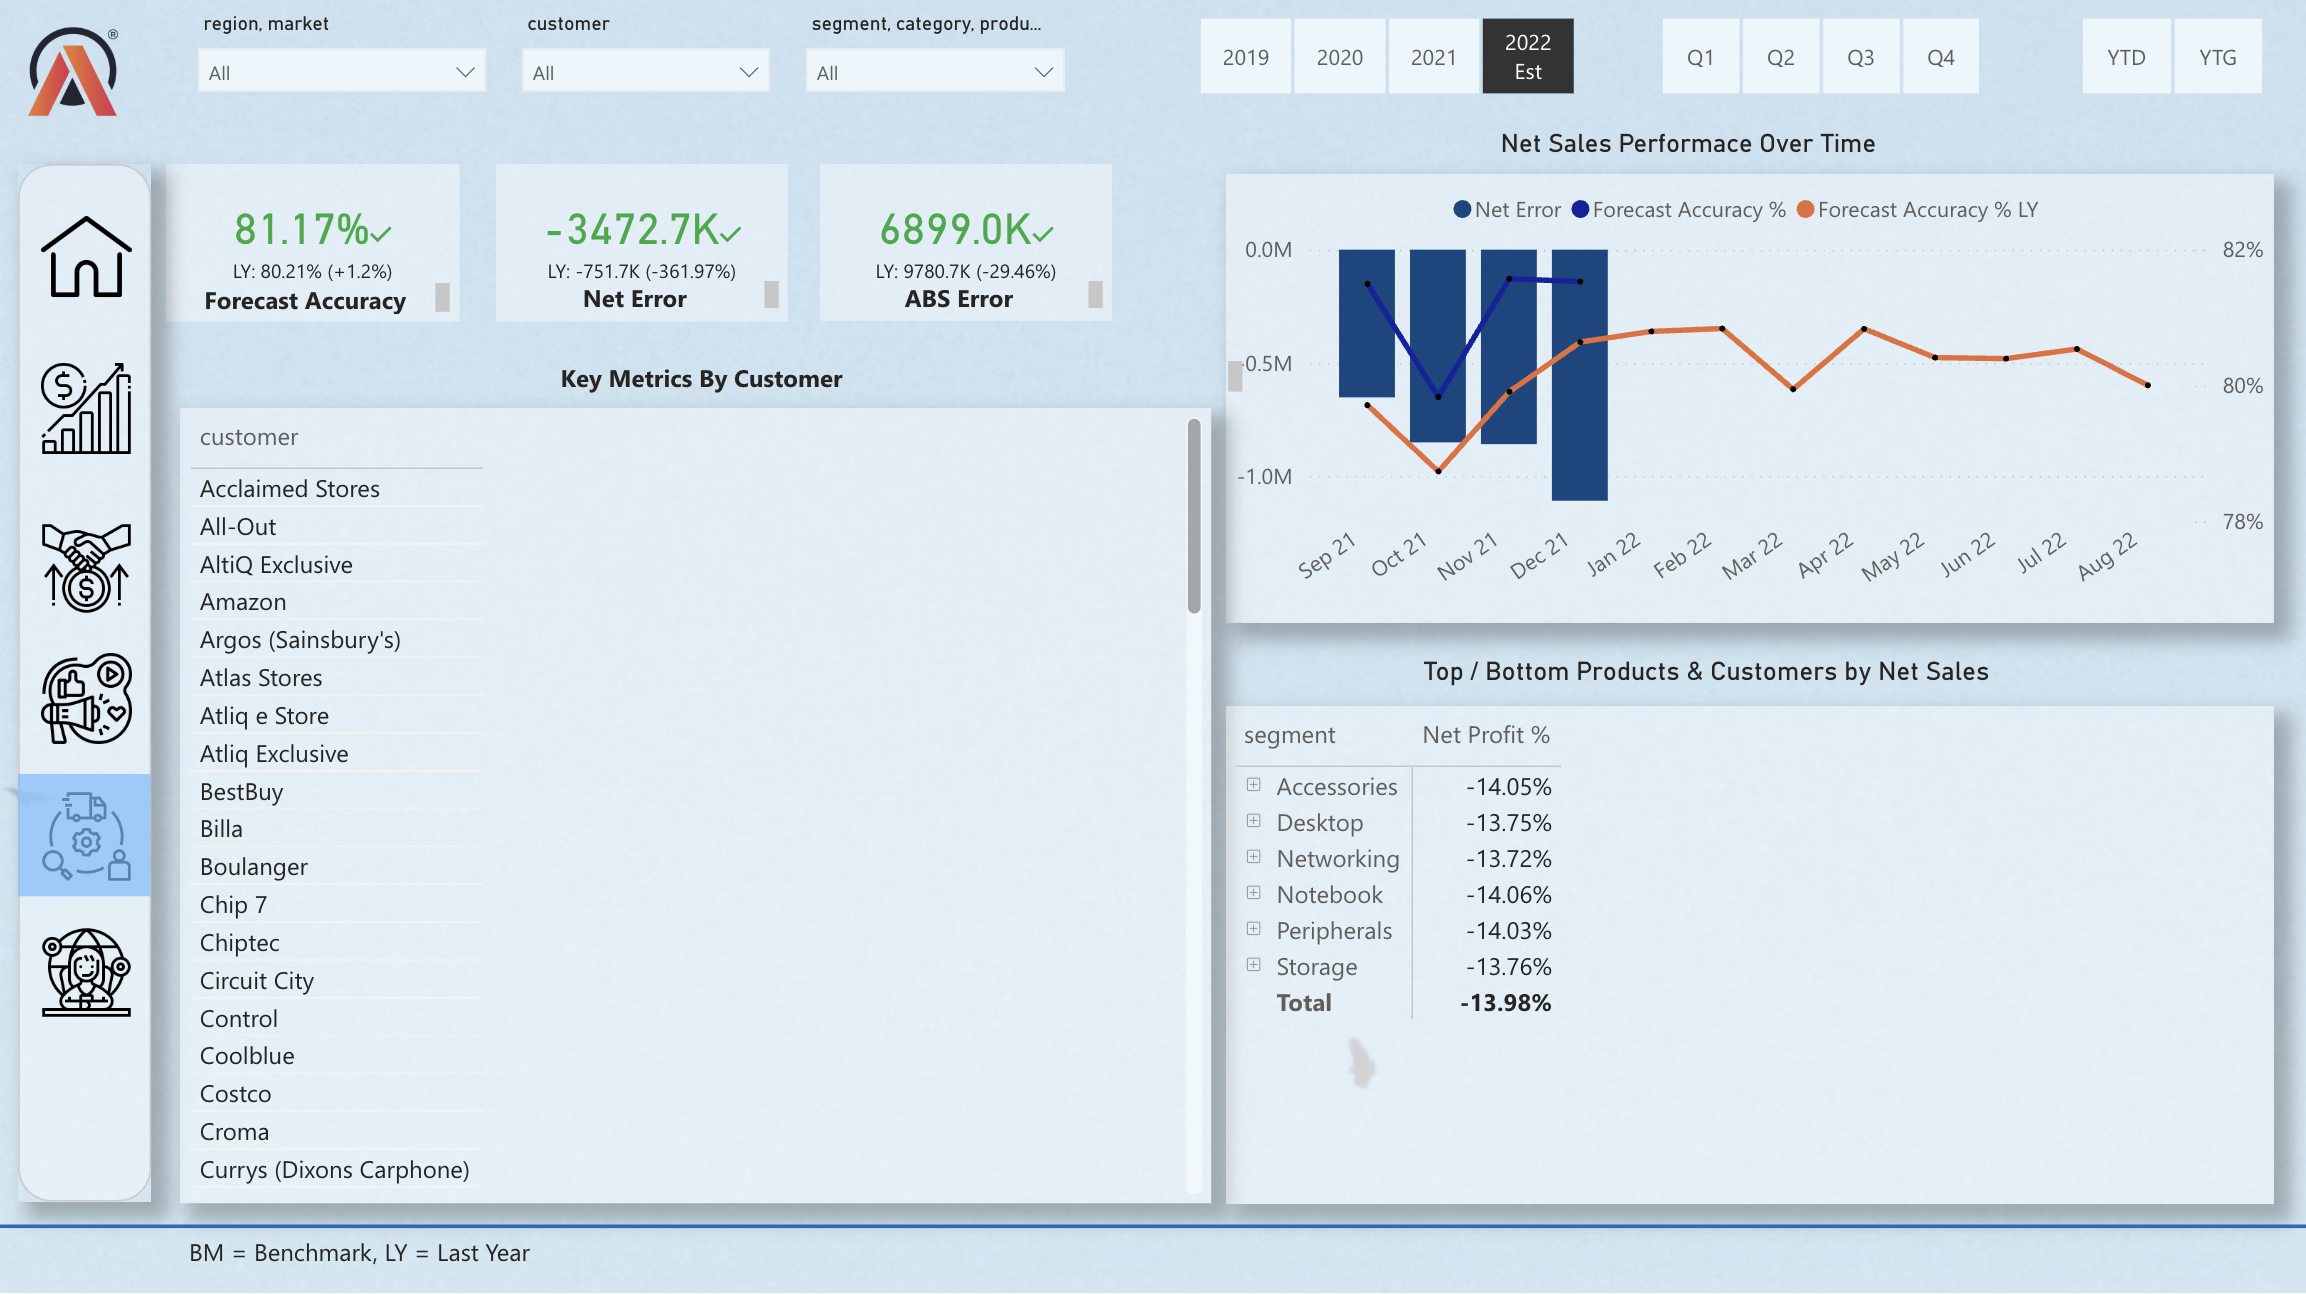 region, market
customer
segment, category, produ...
All
All
All
2019
2020
2021
2022
Est
Q1
Q2
Q3
Q4
YTD
YTG
®
81.17%
LY: 80.21% (+1.2%)
Forecast Accuracy
-3472.7K
LY: -751.7K (-361.97%)
Net Error
6899.0K
LY: 9780.7K (-29.46%)
ABS Error
Net Sales Performace Over Time
Net Error
Forecast Accuracy %
Forecast Accuracy % LY
0.0M
-0.5M
-1.0M
82%
80%
78%
Sep 21
Oct 21
Nov 21
Dec 21
Jan 22
Feb 22
Mar 22
Apr 22
May 22
Jun 22
Jul 22
Aug 22
Key Metrics By Customer
customer
Acclaimed Stores
All-Out
AltiQ Exclusive
Amazon
Argos (Sainsbury's)
Atlas Stores
Atliq e Store
Atliq Exclusive
BestBuy
Billa
Boulanger
Chip 7
Chiptec
Circuit City
Control
Coolblue
Costco
Croma
Currys (Dixons Carphone)
Top / Bottom Products & Customers by Net Sales
segment Net Profit %
Accessories -14.05%
Desktop -13.75%
Networking -13.72%
Notebook -14.06%
Peripherals -14.03%
Storage -13.76%
Total -13.98%
BM = Benchmark, LY = Last Year